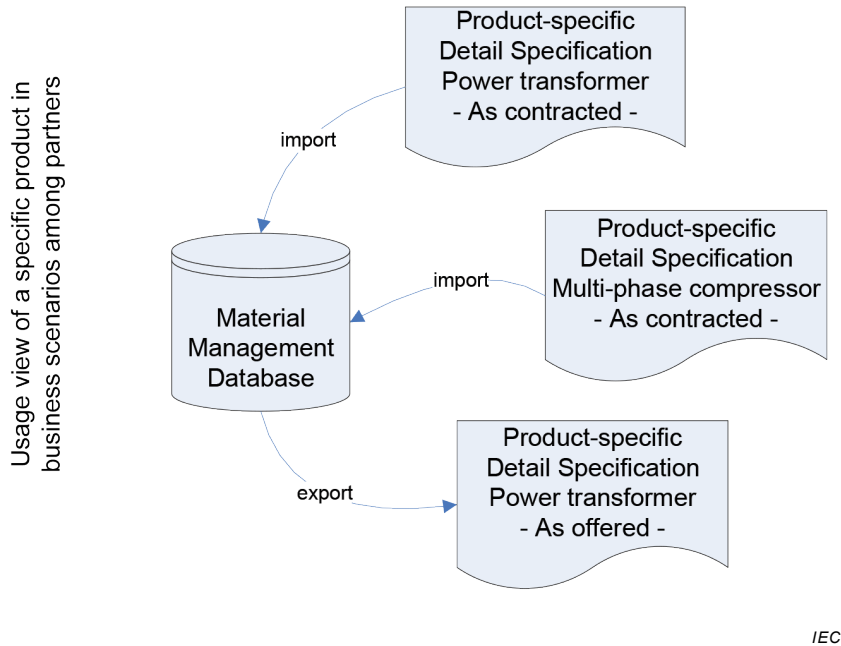 Usage view of a specific product in
business scenarios among partners
Product-specific
Detail Specification
Power transformer
- As contracted -
import
Product-specific
Detail Specification
Multi-phase compressor
- As contracted -
import
Material
Management
Database
Product-specific
Detail Specification
Power transformer
- As offered -
export
IEC